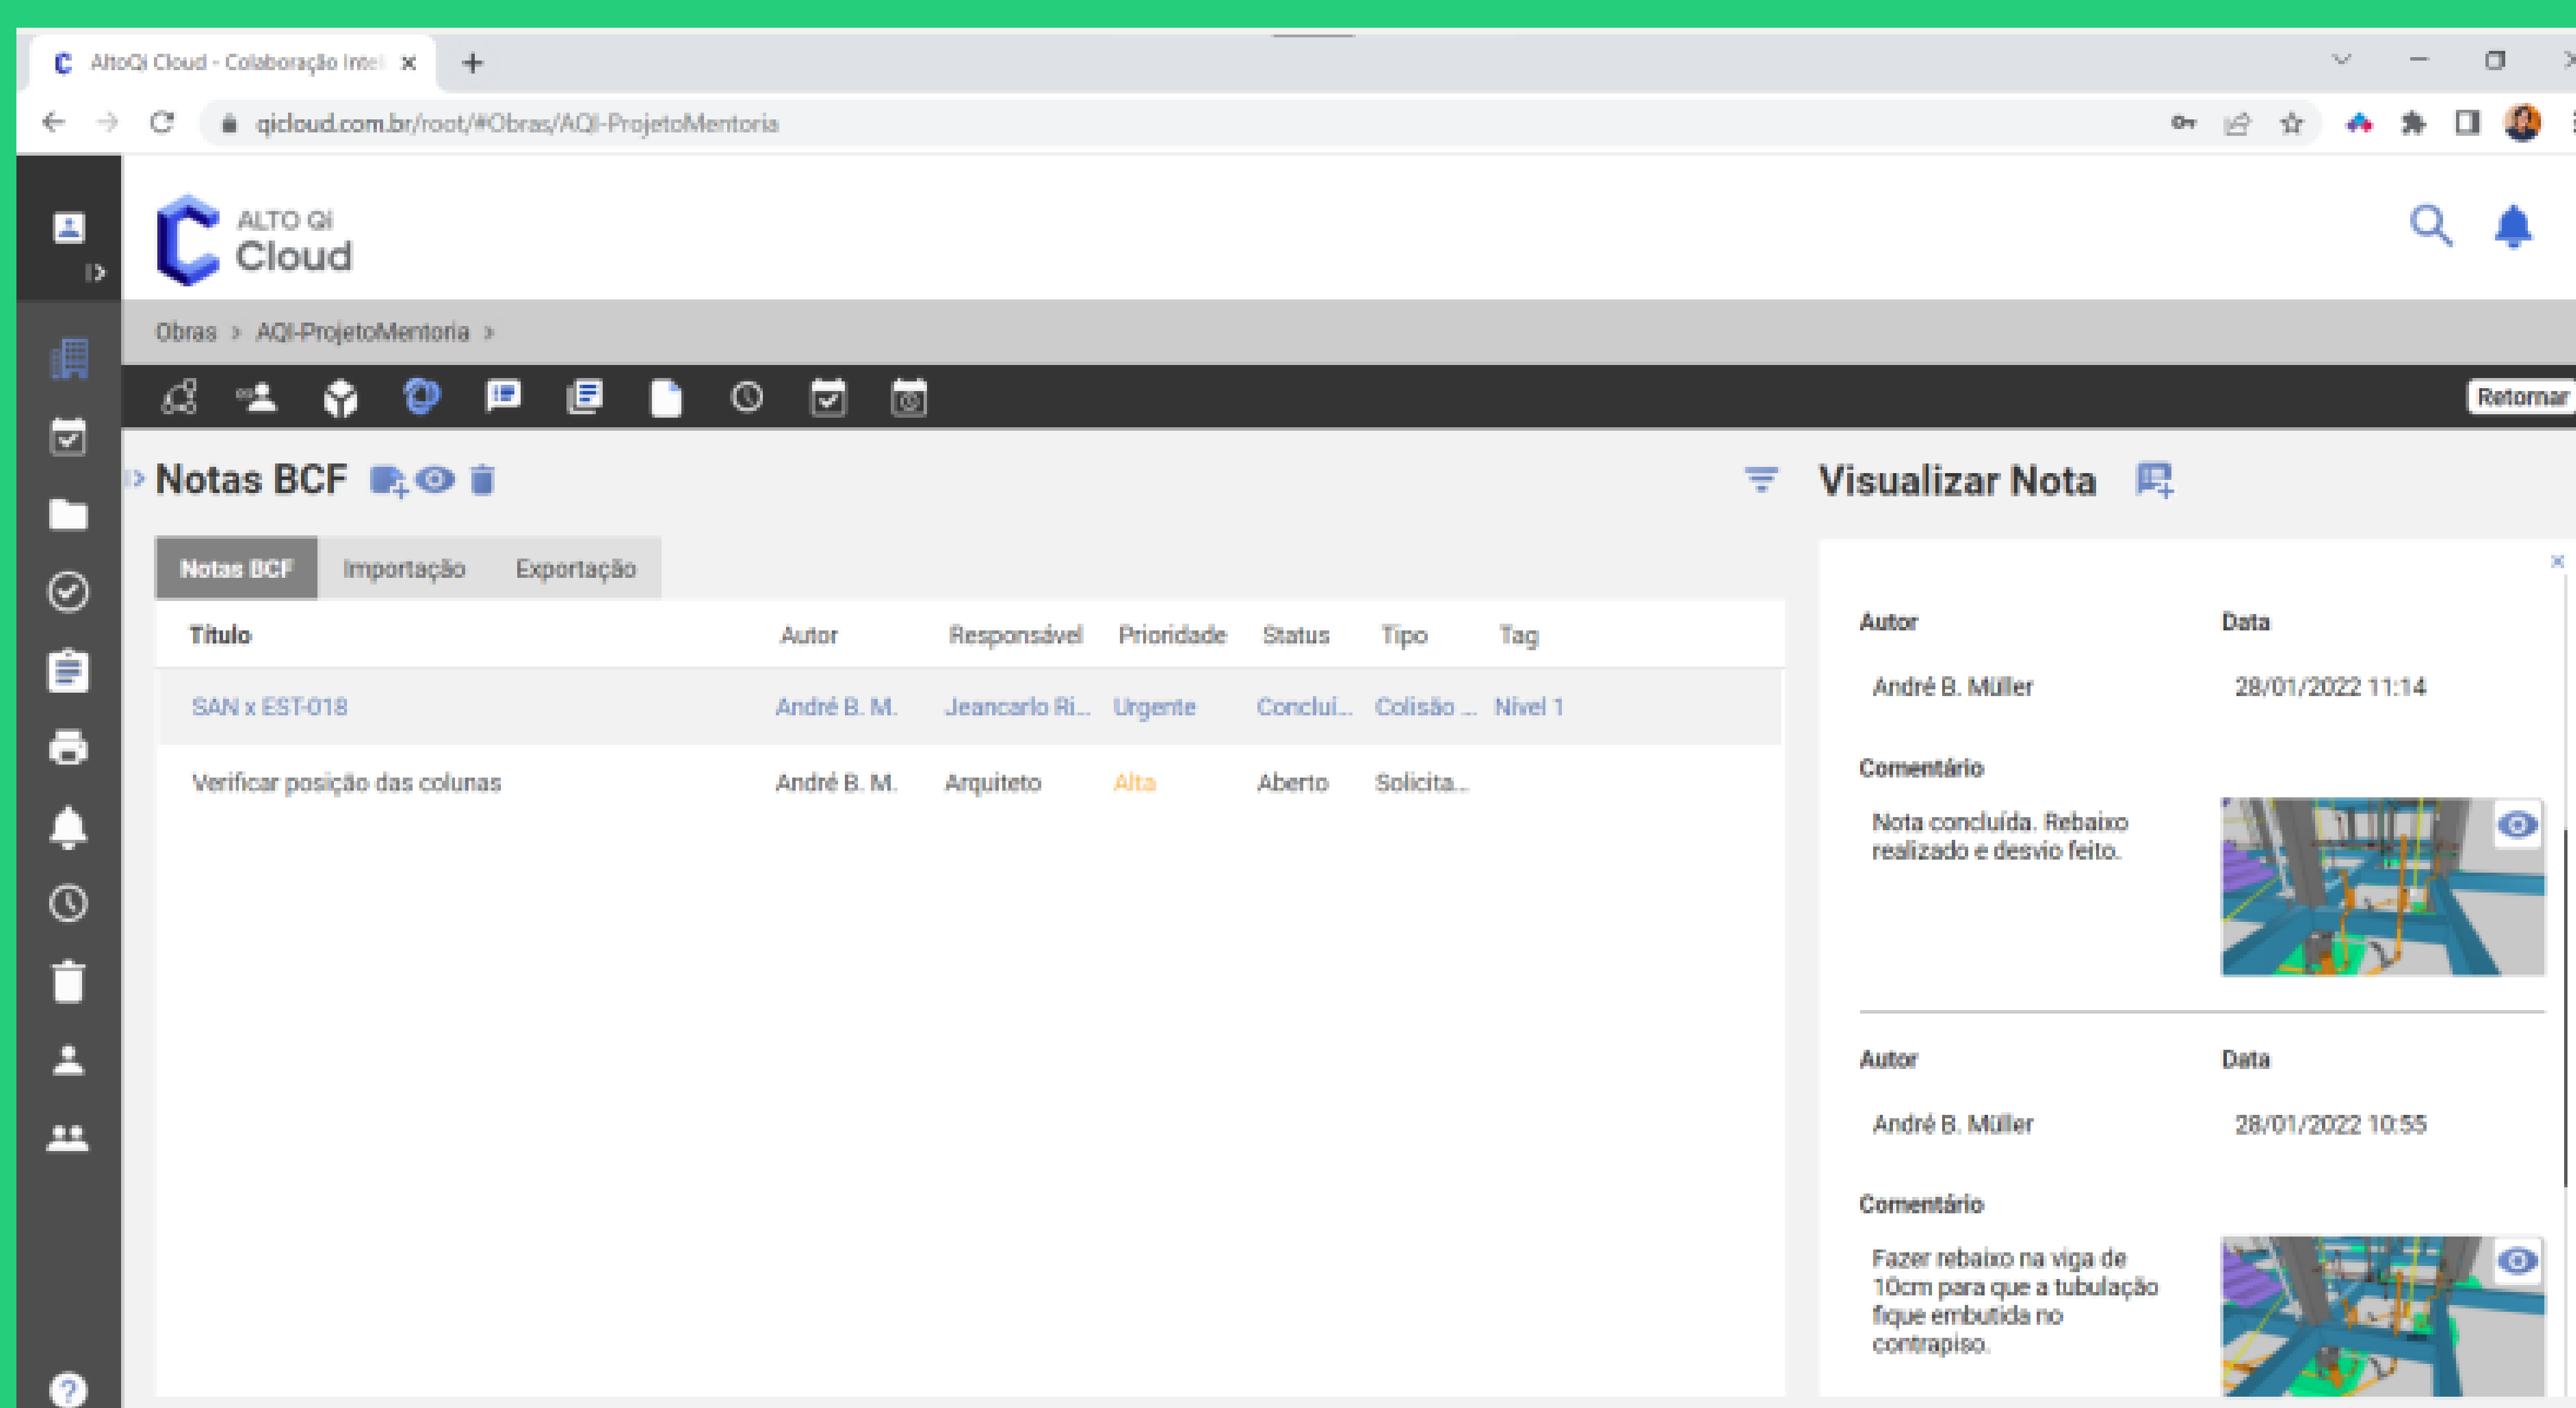 AltoQi Cloud - Colaboração Intel
qicloud.com.br/root/#Obras/AQI-ProjetoMentoria
ALTO Qi
Cloud
Obras > AQI-ProjetoMentoria >
Retornar
Notas BCF
Visualizar Nota
Notas BCF Importação Exportação
Título Autor Responsável Prioridade Status Tipo Tag
SAN x EST-018 André B. M. Jeancarlo Ri... Urgente Concluí... Colisão ... Nível 1
Verificar posição das colunas André B. M. Arquiteto Alta Aberto Solicita...
Autor Data
André B. Müller 28/01/2022 11:14
Comentário
Nota concluída. Rebaixo
realizado e desvio feito.
Autor Data
André B. Müller 28/01/2022 10:55
Comentário
Fazer rebaixo na viga de
10cm para que a tubulação
fique embutida no
contrapiso.